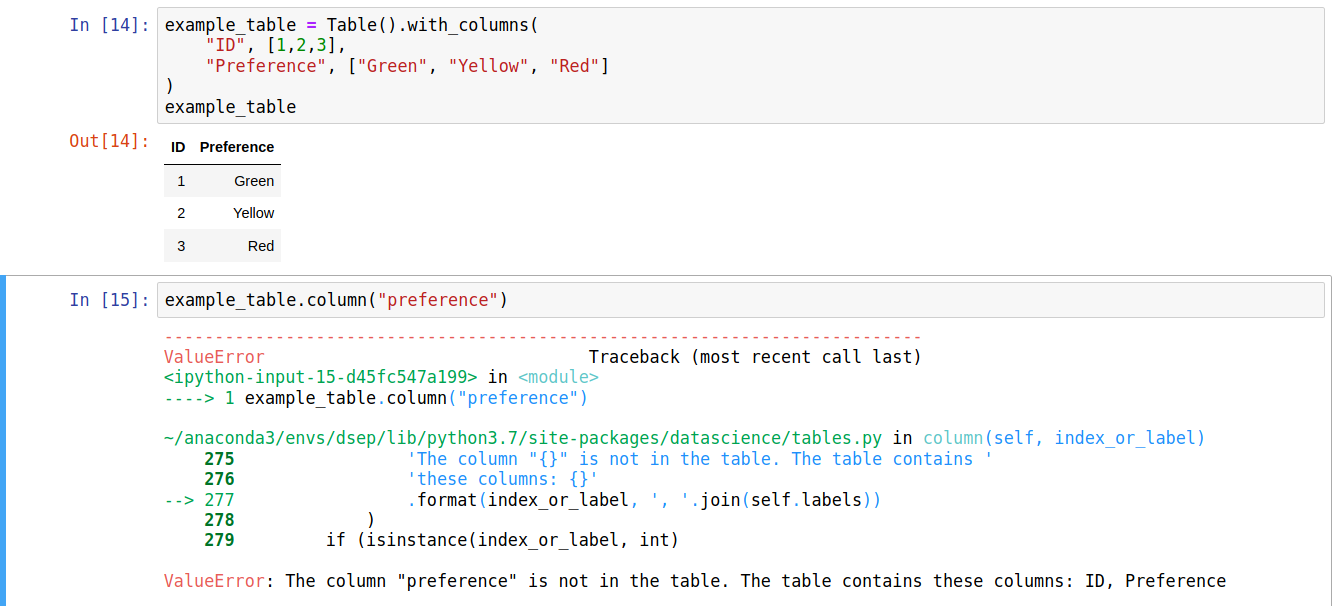 In [14]: example_table = Table().with_columns(
    "ID", [1,2,3],
    "Preference", ["Green", "Yellow", "Red"]
)
example_table
Out[14]: ID Preference
1 Green
2 Yellow
3 Red
In [15]: example_table.column("preference")
---------------------------------------------------------------------------
ValueError                                Traceback (most recent call last)
<ipython-input-15-d45fc547a199> in <module>
----> 1 example_table.column("preference")
~/anaconda3/envs/dsep/lib/python3.7/site-packages/datascience/tables.py in column(self, index_or_label)
    275                 'The column "{}" is not in the table. The table contains '
    276                 'these columns: {}'
--> 277                 .format(index_or_label, ', '.join(self.labels))
    278             )
    279         if (isinstance(index_or_label, int)
ValueError: The column "preference" is not in the table. The table contains these columns: ID, Preference